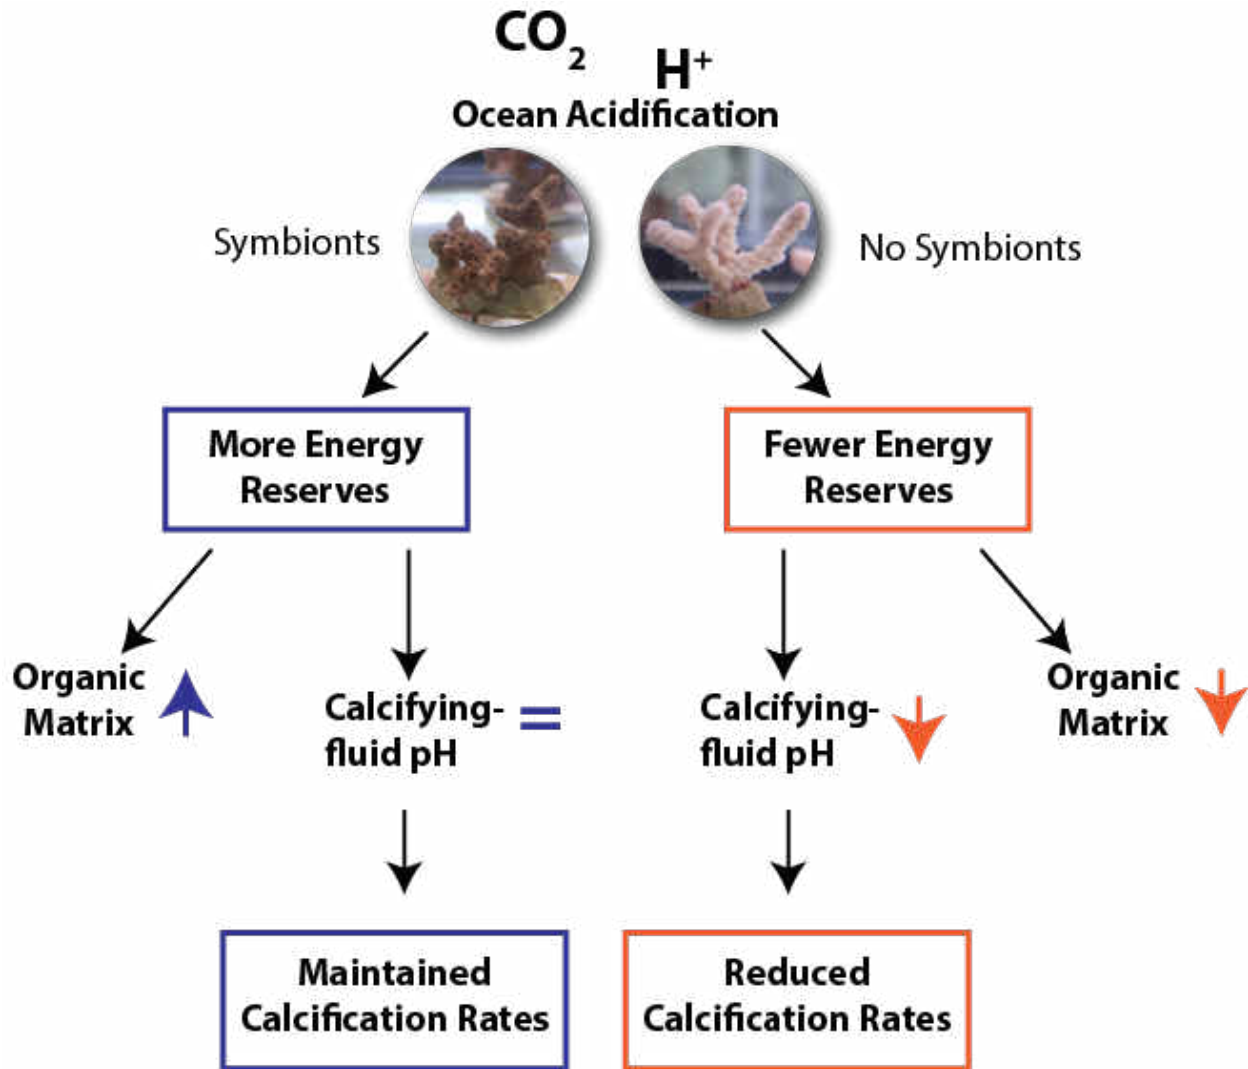 CO₂
H⁺
Ocean Acidification
Symbionts
No Symbionts
More Energy
Reserves
Fewer Energy
Reserves
Organic
Matrix
Calcifying-
fluid pH
=
Calcifying-
fluid pH
Organic
Matrix
Maintained
Calcification Rates
Reduced
Calcification Rates